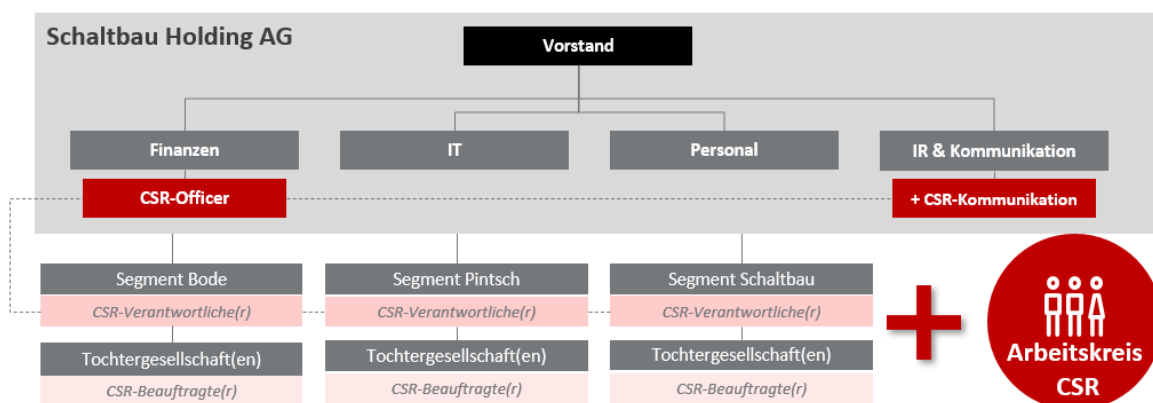 Schaltbau Holding AG
Vorstand
Finanzen
IT
Personal
IR & Kommunikation
CSR-Officer
+ CSR-Kommunikation
Segment Bode
Segment Pintsch
Segment Schaltbau
CSR-Verantwortliche(r)
CSR-Verantwortliche(r)
CSR-Verantwortliche(r)
Tochtergesellschaft(en)
Tochtergesellschaft(en)
Tochtergesellschaft(en)
CSR-Beauftragte(r)
CSR-Beauftragte(r)
CSR-Beauftragte(r)
Arbeitskreis
CSR